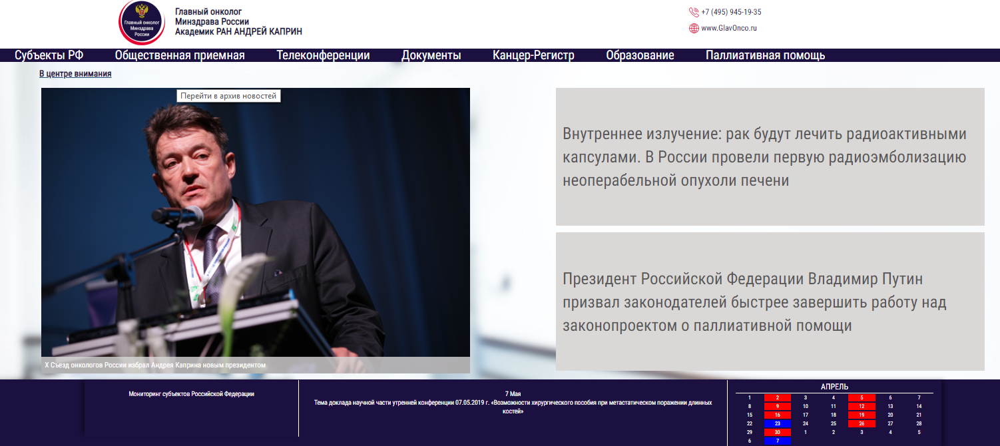 Главный онколог
Минздрава
России
Главный онколог
Минздрава России
Академик РАН АНДРЕЙ КАПРИН
+7 (495) 945-19-35
www.GlavOnco.ru
Субъекты РФ Общественная приемная Телеконференции Документы Канцер-Регистр Образование Паллиативная помощь
В центре внимания
Перейти в архив новостей
X Съезд онкологов России избрал Андрея Каприна новым президентом
Внутреннее излучение: рак будут лечить радиоактивными
капсулами. В России провели первую радиоэмболизацию
неоперабельной опухоли печени
Президент Российской Федерации Владимир Путин
призвал законодателей быстрее завершить работу над
законопроектом о паллиативной помощи
Мониторинг субъектов Российской Федерации
7 Мая
Тема доклада научной части утренней конференции 07.05.2019 г. «Возможности хирургического пособия при метастатическом поражении длинных
костей»
АПРЕЛЬ
1 2 3 4 5 6 7
8 9 10 11 12 13 14
15 16 17 18 19 20 21
22 23 24 25 26 27 28
29 30 1 2 3 4 5
6 7